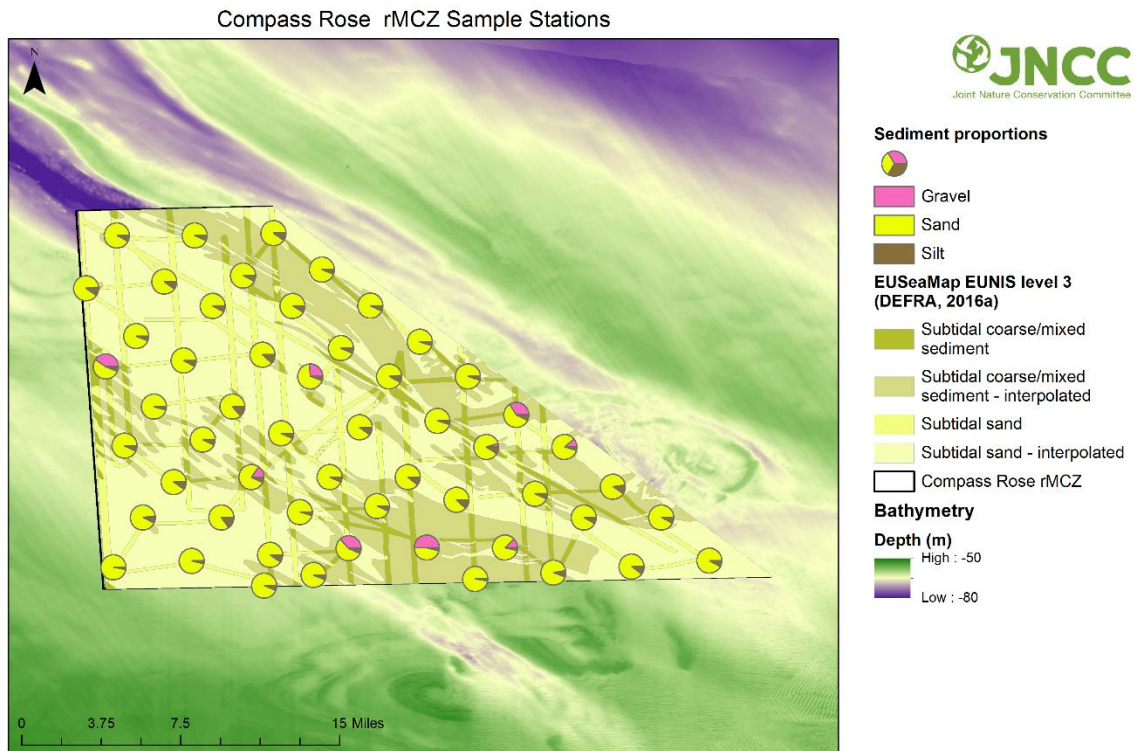 Compass Rose rMCZ Sample Stations
N
JNCC
Joint Nature Conservation Committee
Sediment proportions
Gravel
Sand
Silt
EUSeaMap EUNIS level 3
(DEFRA, 2016a)
Subtidal coarse/mixed
sediment
Subtidal coarse/mixed
sediment - interpolated
Subtidal sand
Subtidal sand - interpolated
Compass Rose rMCZ
Bathymetry
Depth (m)
High : -50
Low : -80
0 3.75 7.5 15 Miles